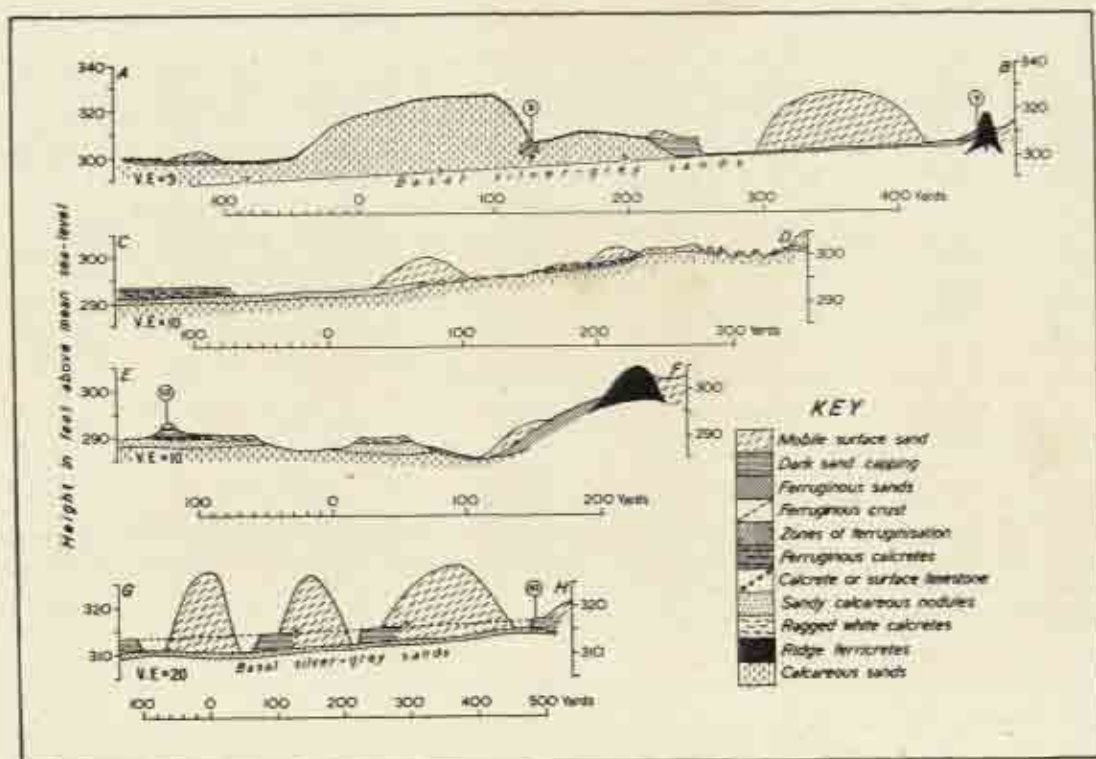 Height in feet above mean sea-level
A
B
340
320
300
340
320
300
V.E=5
Basal silver-grey sands
100 0 100 200 300 400 Yards
C
D
300
290
300
290
V.E=10
100 0 100 200 300 Yards
E
F
300
290
300
290
V.E=10
100 0 100 200 Yards
G
H
320
310
320
310
V.E=20
Basal silver-grey sands
100 0 100 200 300 400 500 Yards
KEY
Mobile surface sand
Dark sand capping
Ferruginous sands
Ferruginous crust
Zones of ferruginisation
Ferruginous calcretes
Calcrete or surface limestone
Sandy calcareous nodules
Ragged white calcretes
Ridge ferricretes
Calcareous sands